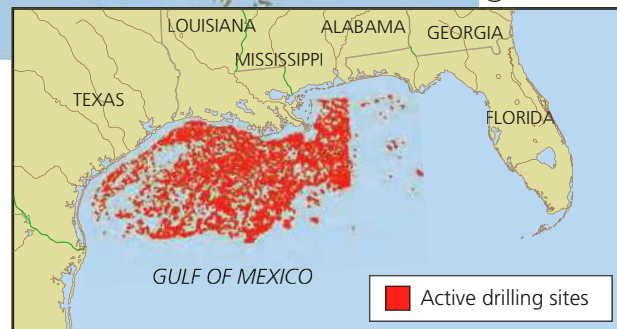 LOUISIANA
ALABAMA
GEORGIA
MISSISSIPPI
TEXAS
FLORIDA
GULF OF MEXICO
Active drilling sites